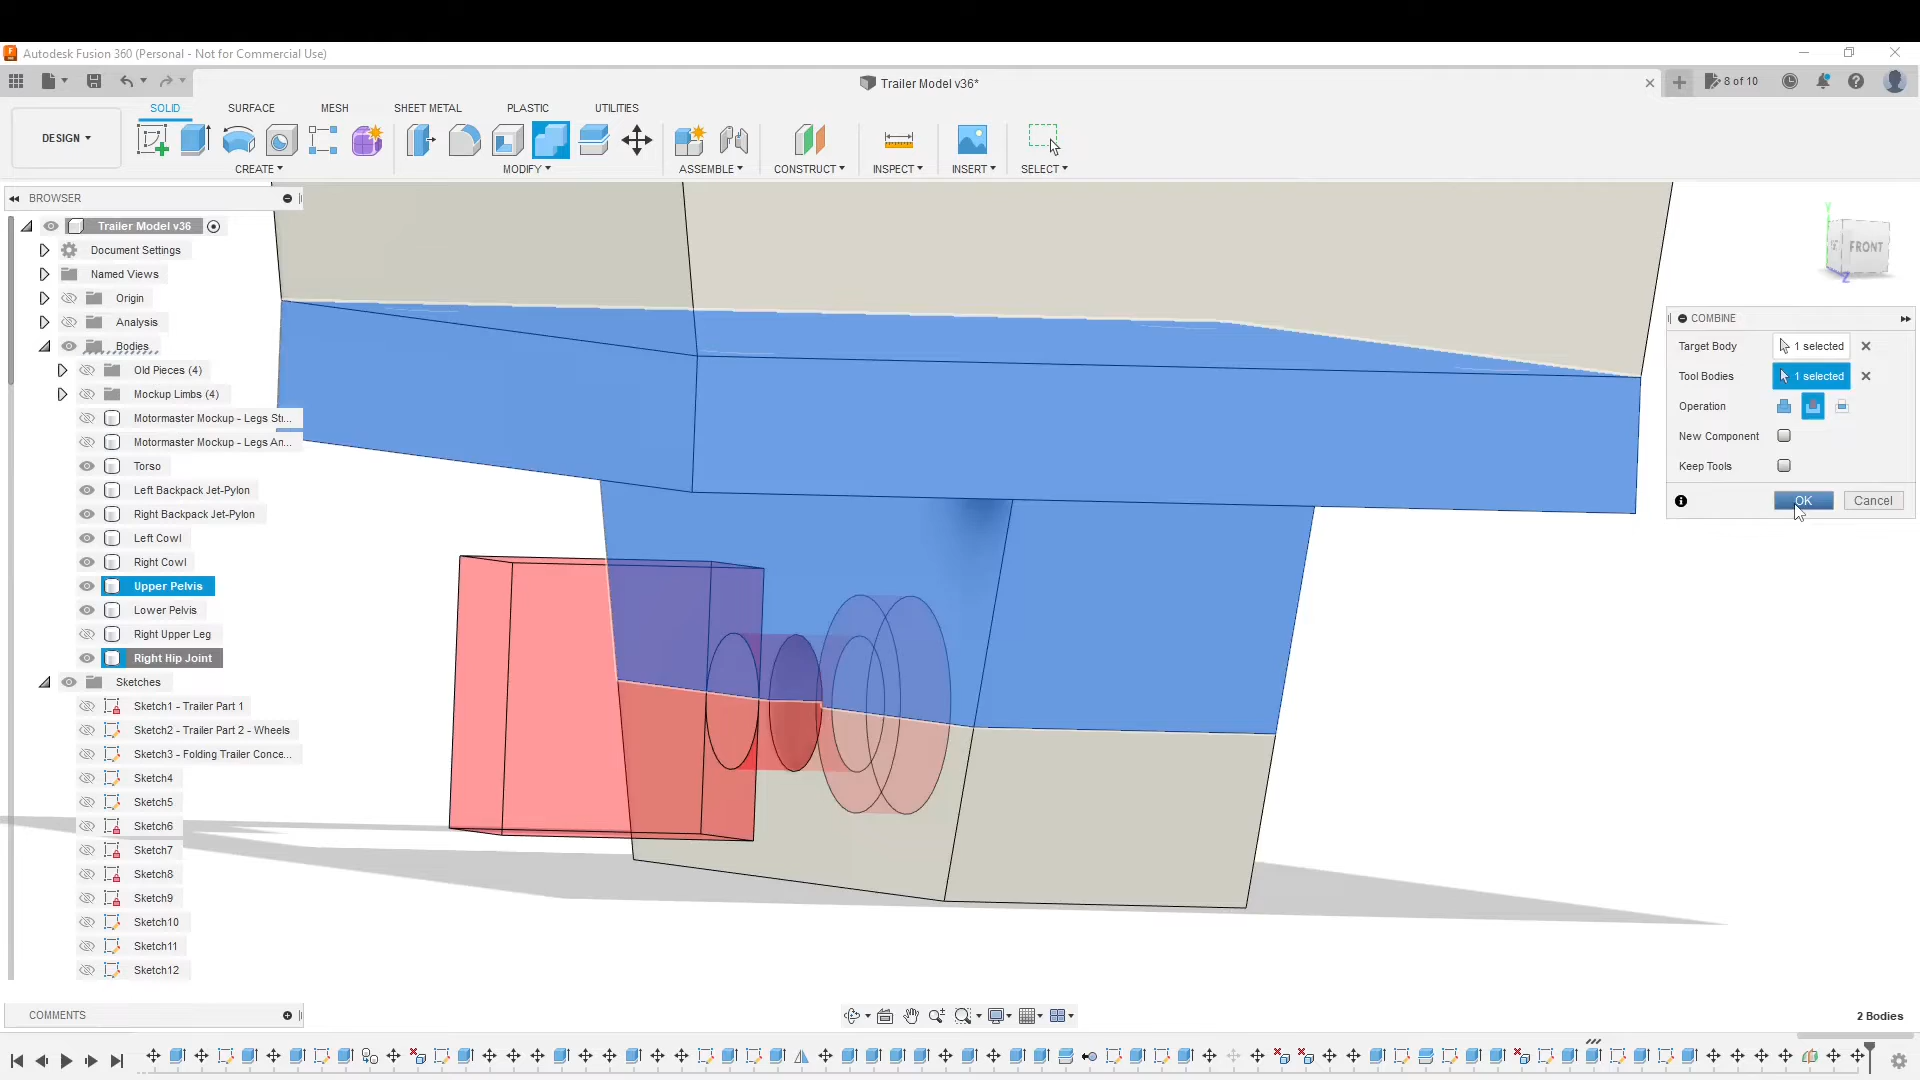 Autodesk Fusion 360 (Personal - Not for Commercial Use)
Trailer Model v36*
8 of 10
DESIGN
SOLID
SURFACE
MESH
SHEET METAL
PLASTIC
UTILITIES
CREATE
MODIFY
ASSEMBLE
CONSTRUCT
INSPECT
INSERT
SELECT
BROWSER
Trailer Model v36
Document Settings
Named Views
Origin
Analysis
Bodies
Old Pieces (4)
Mockup Limbs (4)
Motormaster Mockup - Legs Str...
Motormaster Mockup - Legs An...
Torso
Left Backpack Jet-Pylon
Right Backpack Jet-Pylon
Left Cowl
Right Cowl
Upper Pelvis
Lower Pelvis
Right Upper Leg
Right Hip Joint
Sketches
Sketch1 - Trailer Part 1
Sketch2 - Trailer Part 2 - Wheels
Sketch3 - Folding Trailer Conce...
Sketch4
Sketch5
Sketch6
Sketch7
Sketch8
Sketch9
Sketch10
Sketch11
Sketch12
COMMENTS
Y
FRONT
Z
COMBINE
Target Body
1 selected
Tool Bodies
1 selected
Operation
New Component
Keep Tools
OK
Cancel
2 Bodies